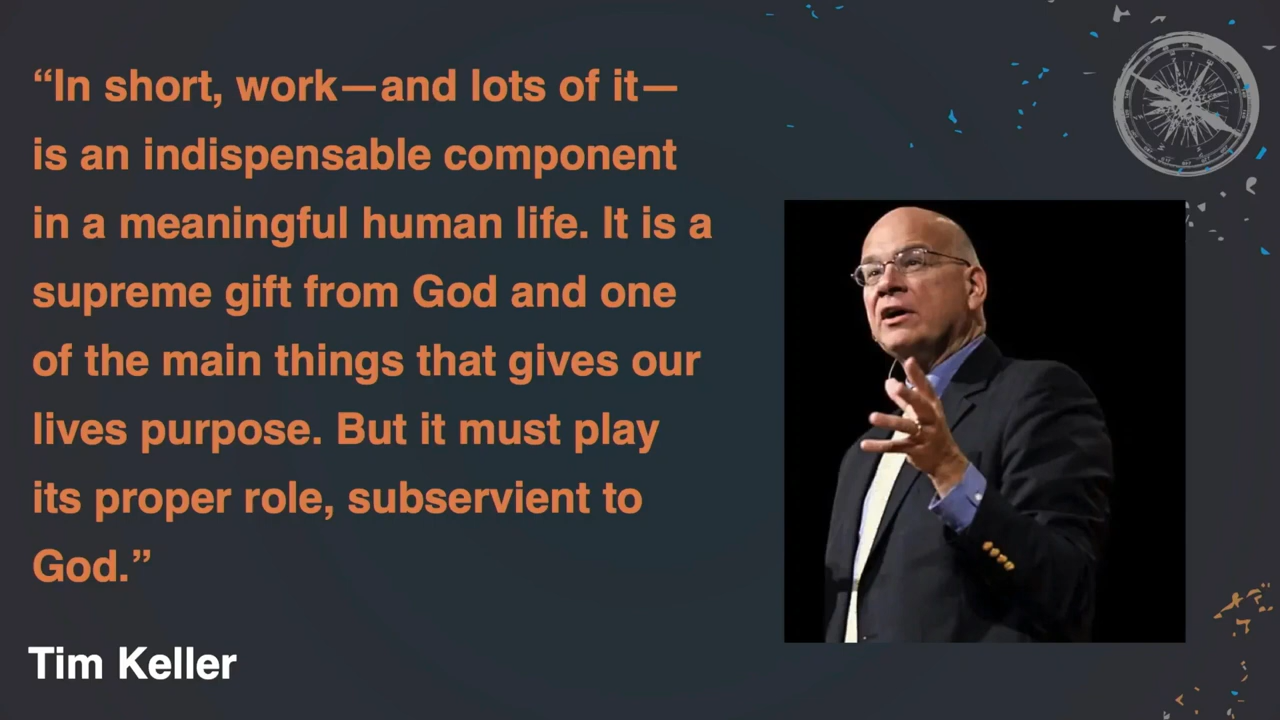 “In short, work—and lots of it—
is an indispensable component
in a meaningful human life. It is a
supreme gift from God and one
of the main things that gives our
lives purpose. But it must play
its proper role, subservient to
God.”
Tim Keller